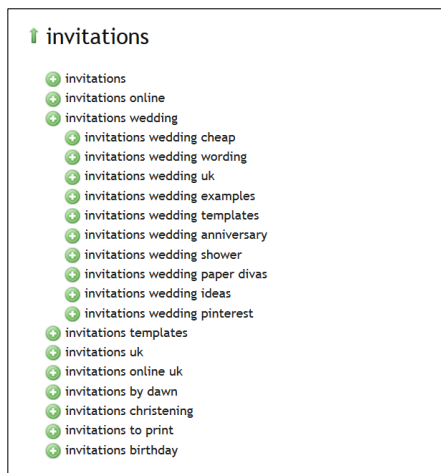 invitations
invitations
invitations online
invitations wedding
invitations wedding cheap
invitations wedding wording
invitations wedding uk
invitations wedding examples
invitations wedding templates
invitations wedding anniversary
invitations wedding shower
invitations wedding paper divas
invitations wedding ideas
invitations wedding pinterest
invitations templates
invitations uk
invitations online uk
invitations by dawn
invitations christening
invitations to print
invitations birthday